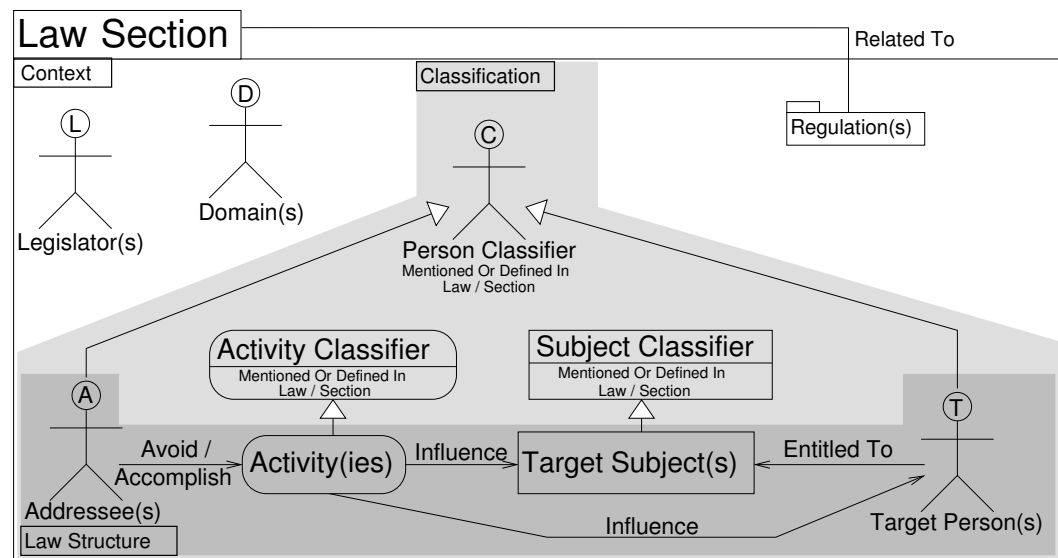 Law Section
Related To
Context
Classification
L
D
C
Regulation(s)
Domain(s)
Legislator(s)
Person Classifier
Mentioned Or Defined In
Law / Section
Activity Classifier
Mentioned Or Defined In
Law / Section
Subject Classifier
Mentioned Or Defined In
Law / Section
A
T
Avoid /
Accomplish
Activity(ies)
Influence
Target Subject(s)
Entitled To
Addressee(s)
Influence
Target Person(s)
Law Structure